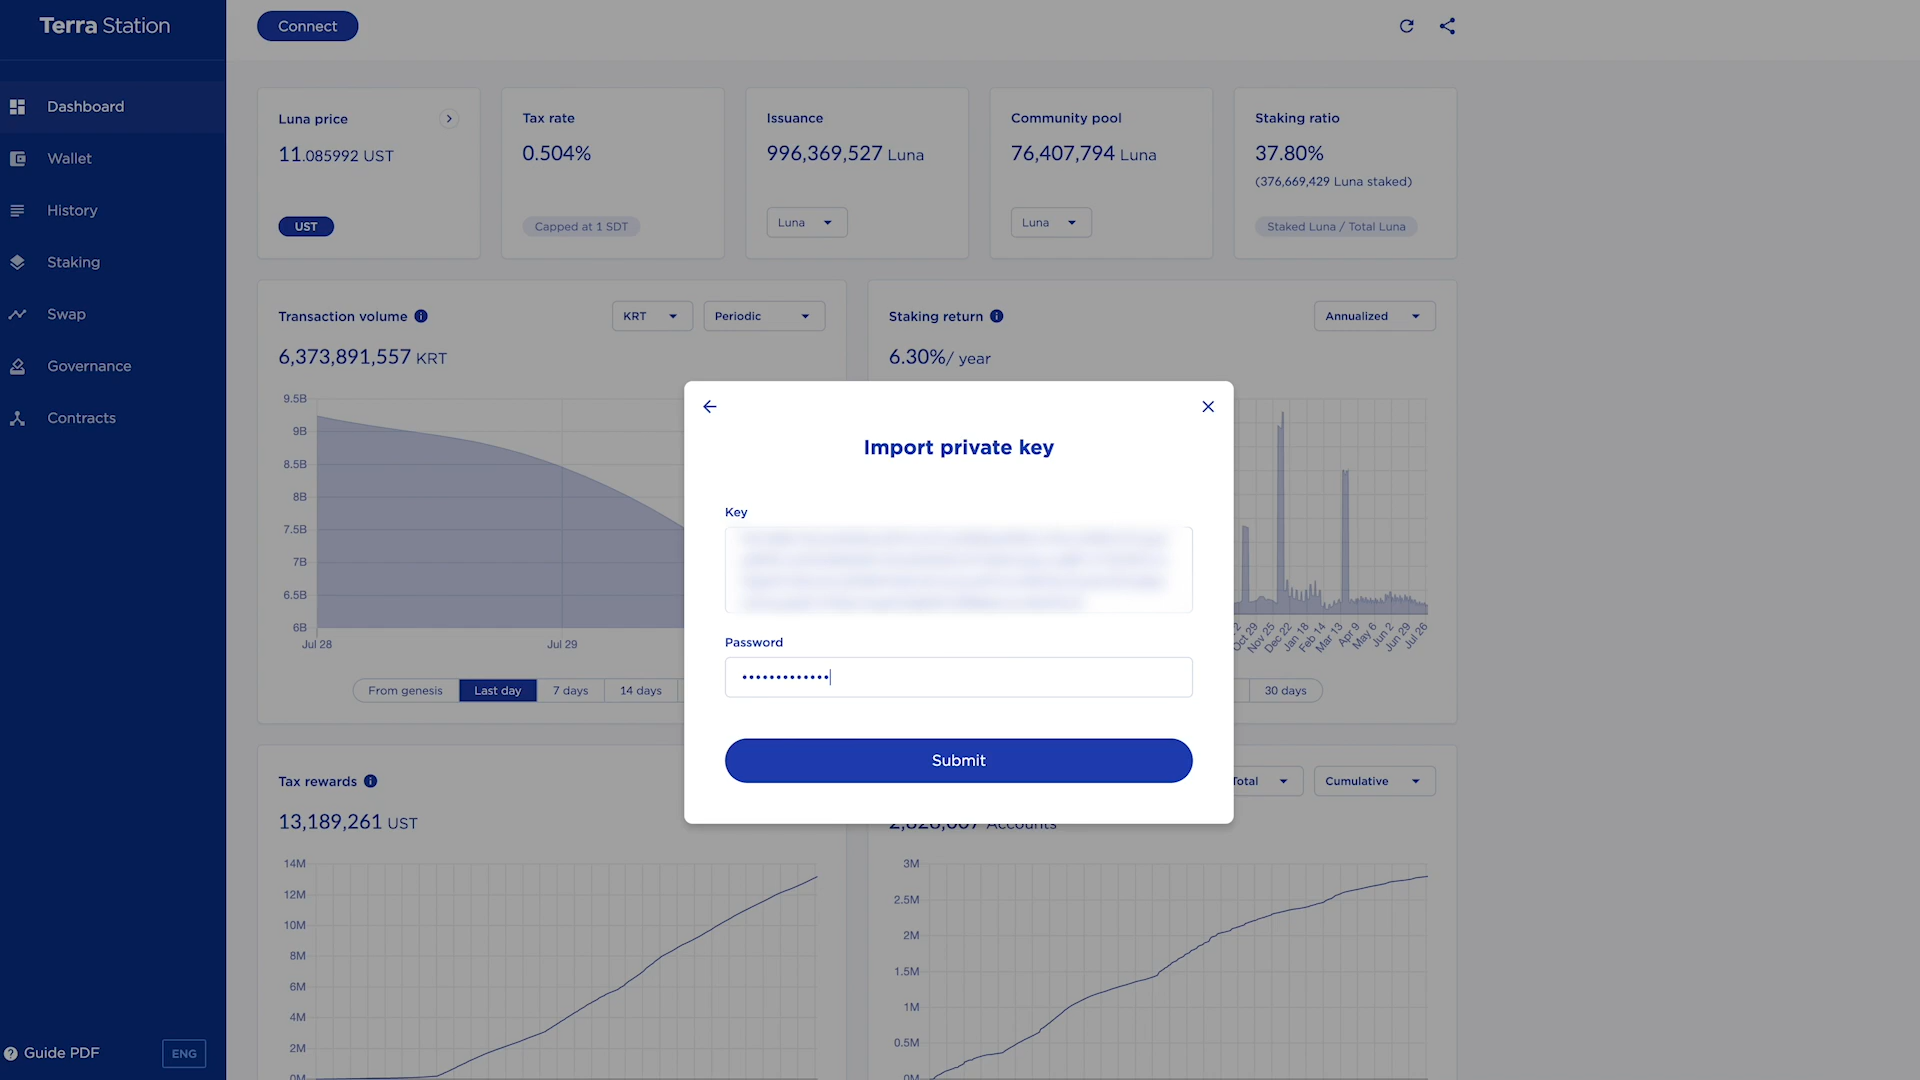 Terra Station
Connect
Dashboard
Wallet
History
Staking
Swap
Governance
Contracts
Guide PDF
ENG
Luna price
11.085992 UST
UST
Tax rate
0.504%
Capped at 1 SDT
Issuance
996,369,527 Luna
Luna
Community pool
76,407,794 Luna
Luna
Staking ratio
37.80%
(376,669,429 Luna staked)
Staked Luna / Total Luna
Transaction volume
KRT
Periodic
6,373,891,557 KRT
9.5B
9B
8.5B
8B
7.5B
7B
6.5B
6B
Jul 28
Jul 29
From genesis
Last day
7 days
14 days
Staking return
Annualized
6.30%/ year
Oct 29
Nov 25
Dec 22
Jan 18
Feb 14
Mar 13
Apr 9
May 6
Jun 2
Jun 29
Jul 26
30 days
Import private key
Key
Password
•••••••••••••
Submit
Tax rewards
13,189,261 UST
14M
12M
10M
8M
6M
4M
2M
0M
Total
Cumulative
Accounts
3M
2.5M
2M
1.5M
1M
0.5M
0M